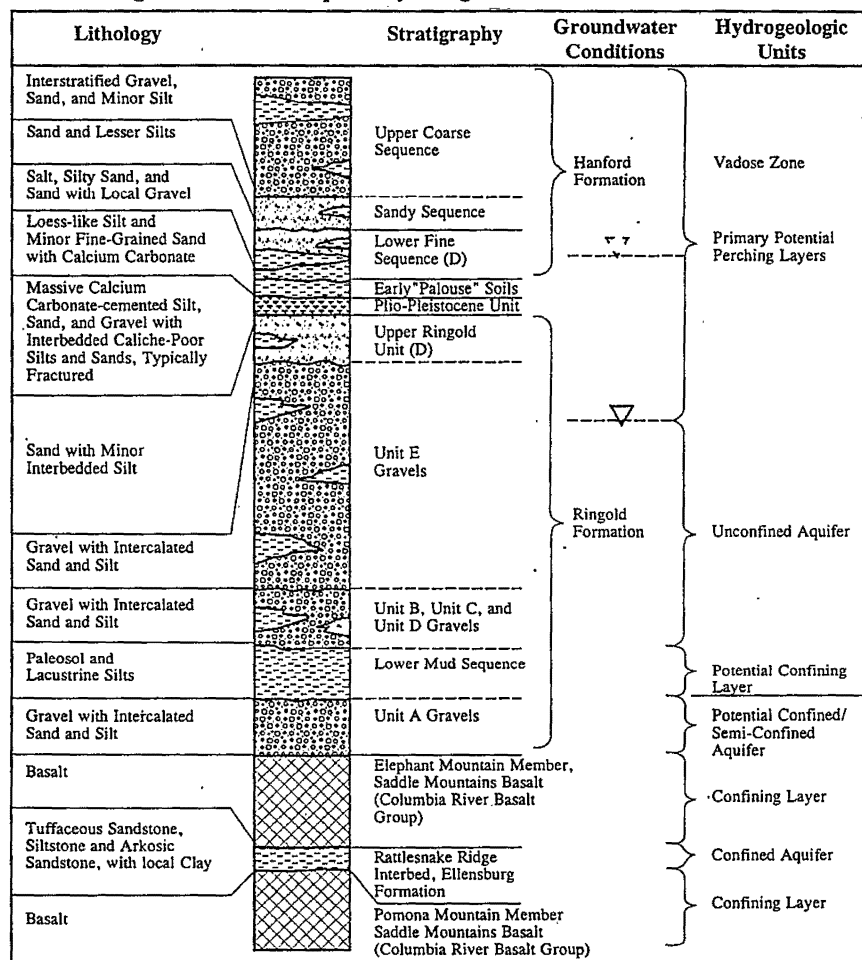 Lithology
Stratigraphy
Groundwater
Conditions
Hydrogeologic
Units
Interstratified Gravel,
Sand, and Minor Silt
Sand and Lesser Silts
Salt, Silty Sand, and
Sand with Local Gravel
Loess-like Silt and
Minor Fine-Grained Sand
with Calcium Carbonate
Massive Calcium
Carbonate-cemented Silt,
Sand, and Gravel with
Interbedded Caliche-Poor
Silts and Sands, Typically
Fractured
Sand with Minor
Interbedded Silt
Gravel with Intercalated
Sand and Silt
Gravel with Intercalated
Sand and Silt
Paleosol and
Lacustrine Silts
Gravel with Intercalated
Sand and Silt
Basalt
Tuffaceous Sandstone,
Siltstone and Arkosic
Sandstone, with local Clay
Basalt
Upper Coarse
Sequence
Sandy Sequence
Lower Fine
Sequence (D)
Early "Palouse" Soils
Plio-Pleistocene Unit
Upper Ringold
Unit (D)
Unit E
Gravels
Unit B, Unit C, and
Unit D Gravels
Lower Mud Sequence
Unit A Gravels
Elephant Mountain Member,
Saddle Mountains Basalt
(Columbia River Basalt
Group)
Rattlesnake Ridge
Interbed, Ellensburg
Formation
Pomona Mountain Member
Saddle Mountains Basalt
(Columbia River Basalt Group)
Hanford
Formation
Ringold
Formation
Vadose Zone
Primary Potential
Perching Layers
Unconfined Aquifer
Potential Confining
Layer
Potential Confined/
Semi-Confined
Aquifer
Confining Layer
Confined Aquifer
Confining Layer